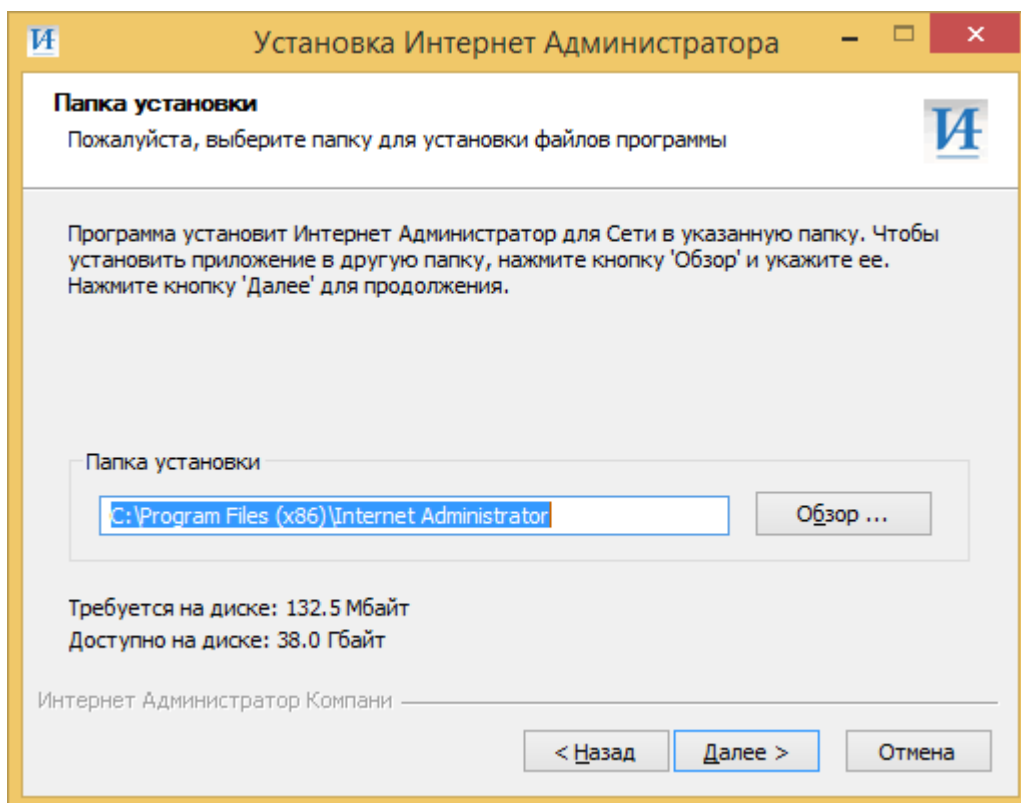 Установка Интернет Администратора
Папка установки
Пожалуйста, выберите папку для установки файлов программы
ИА
Программа установит Интернет Администратор для Сети в указанную папку. Чтобы
установить приложение в другую папку, нажмите кнопку 'Обзор' и укажите ее.
Нажмите кнопку 'Далее' для продолжения.
Папка установки
C:\Program Files (x86)\Internet Administrator
Обзор ...
Требуется на диске: 132.5 Мбайт
Доступно на диске: 38.0 Гбайт
Интернет Администратор Компани
< Назад
Далее >
Отмена